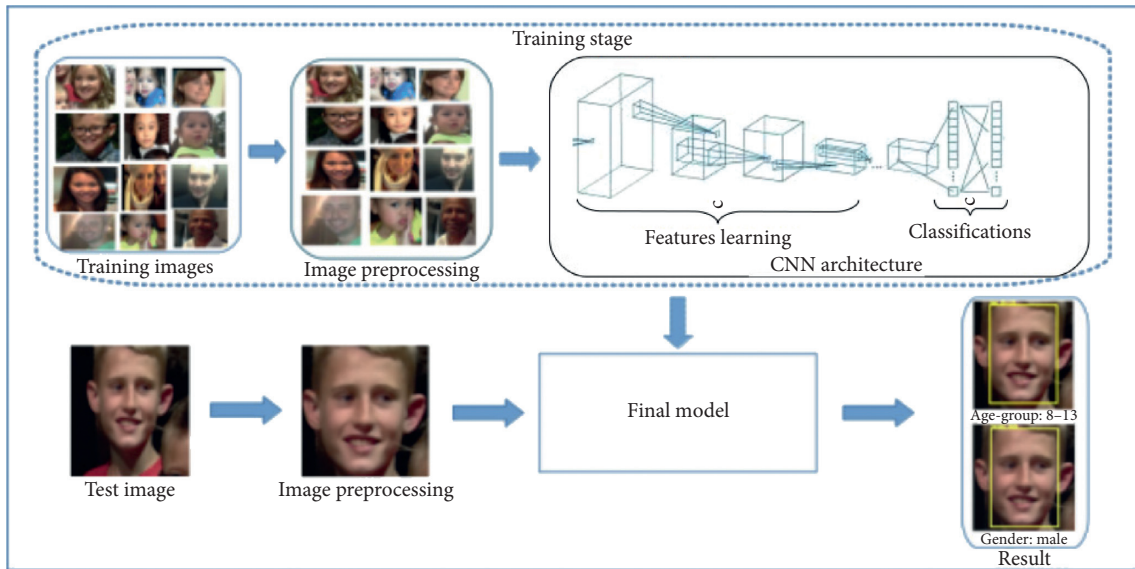 Training stage
Training images
Image preprocessing
Features learning
Classifications
CNN architecture
Test image
Image preprocessing
Final model
Age-group: 8–13
Gender: male
Result